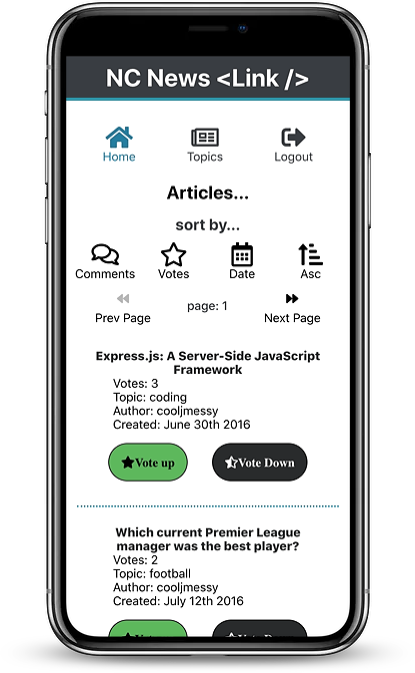 NC News <Link />
Home Topics Logout
Articles...
sort by...
Comments Votes Date Asc
Prev Page page: 1 Next Page
Express.js: A Server-Side JavaScript
Framework
Votes: 3
Topic: coding
Author: cooljmessy
Created: June 30th 2016
Vote up Vote Down
Which current Premier League
manager was the best player?
Votes: 2
Topic: football
Author: cooljmessy
Created: July 12th 2016